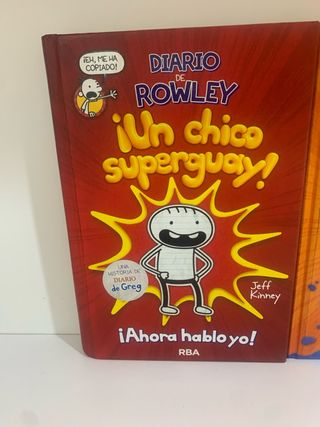 ¡EH, ME HA
COPIADO!
DIARIO
DE
ROWLEY
¡Un chico
superguay!
UNA
HISTORIA DE
DIARIO
de Greg
Jeff
Kinney
¡Ahora hablo yo!
RBA